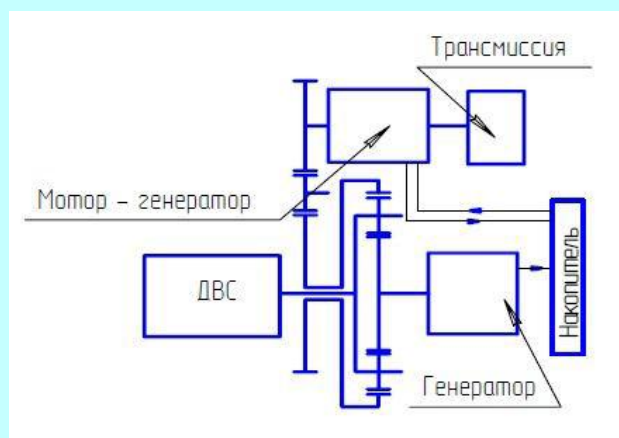 Трансмиссия
Мотор - генератор
ДВС
Накопитель
Генератор